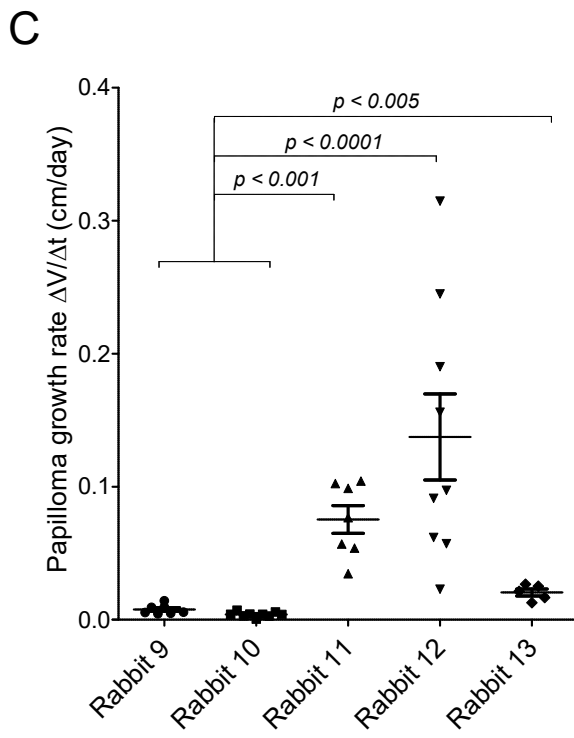 C
Papilloma growth rate ΔV/Δt (cm/day)
0.4
0.3
0.2
0.1
0.0
p < 0.005
p < 0.0001
p < 0.001
Rabbit 9
Rabbit 10
Rabbit 11
Rabbit 12
Rabbit 13